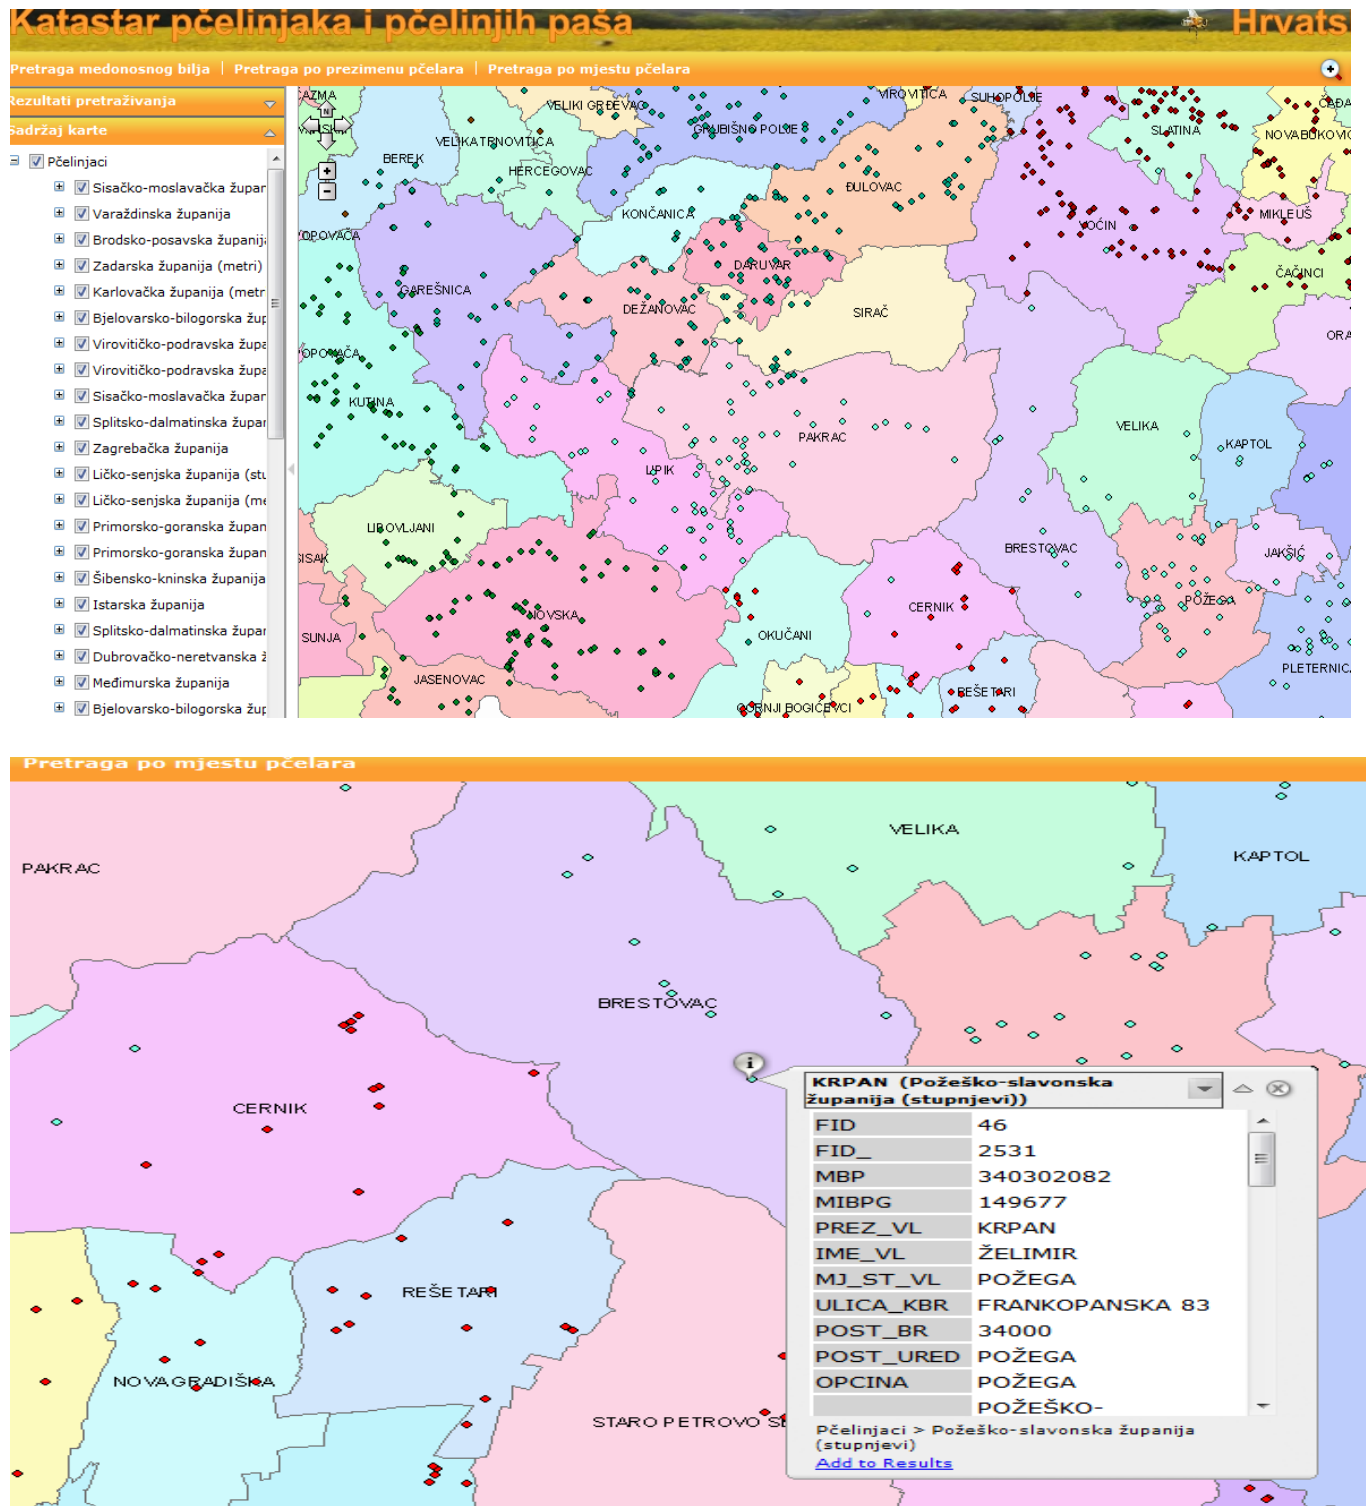 Katastar pčelinjaka i pčelinjih paša
Hrvats
Pretraga medonosnog bilja | Pretraga po prezimenu pčelara | Pretraga po mjestu pčelara
Rezultati pretraživanja
Sadržaj karte
Pčelinjaci
Sisačko-moslavačka župan
Varaždinska županija
Brodsko-posavska županija
Zadarska županija (metri)
Karlovačka županija (metr
Bjelovarsko-bilogorska žup
Virovitičko-podravska župa
Virovitičko-podravska župa
Sisačko-moslavačka župan
Splitsko-dalmatinska župan
Zagrebačka županija
Ličko-senjska županija (stu
Ličko-senjska županija (me
Primorsko-goranska župan
Primorsko-goranska župan
Šibensko-kninska županija
Istarska županija
Splitsko-dalmatinska župan
Dubrovačko-neretvanska ž
Međimurska županija
Bjelovarsko-bilogorska žup
AZMA
N
VELIKI GRĐEVAC
VIROVITICA
SUHOPOLJE
ČAĐA
GRUBIŠNO POLJE
SLATINA
NOVA BUKOVIC
VELIKA TRNOVITICA
BEREK
HERCEGOVAC
ĐULOVAC
KONČANICA
VOĆIN
MIKLEUŠ
POPOVAČA
DARUVAR
ČAČINCI
GAREŠNICA
DEŽANOVAC
SIRAČ
ORA
POPOVAČA
KUTINA
VELIKA
PAKRAC
KAPTOL
LIPIK
LIPOVLJANI
SISAK
BRESTOVAC
JAKŠIĆ
CERNIK
POŽEGA
NOVSKA
SUNJA
OKUČANI
PLETERNICA
JASENOVAC
REŠETARI
GORNJI BOGIĆEVCI
Pretraga po mjestu pčelara
VELIKA
KAPTOL
PAKRAC
BRESTOVAC
i
CERNIK
KRPAN (Požeško-slavonska
županija (stupnjevi))
FID 46
FID_ 2531
MBP 340302082
MIBPG 149677
PREZ_VL KRPAN
IME_VL ŽELIMIR
MJ_ST_VL POŽEGA
ULICA_KBR FRANKOPANSKA 83
POST_BR 34000
POST_URED POŽEGA
OPCINA POŽEGA
POŽEŠKO-
Pčelinjaci > Požeško-slavonska županija
(stupnjevi)
Add to Results
REŠETARI
NOVA GRADIŠKA
STARO PETROVO SE